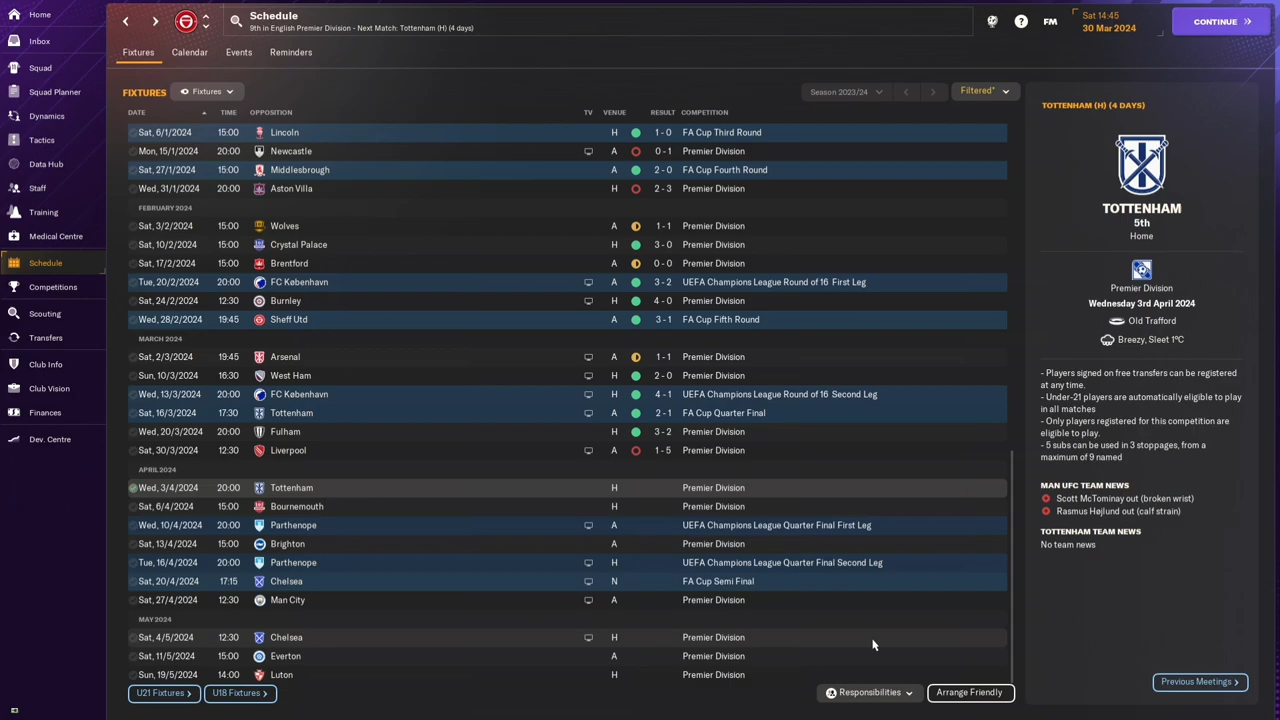 Home
Inbox
Squad
Squad Planner
Dynamics
Tactics
Data Hub
Staff
Training
Medical Centre
Schedule
Competitions
Scouting
Transfers
Club Info
Club Vision
Finances
Dev. Centre
Schedule
9th in English Premier Division - Next Match: Tottenham (H) (4 days)
FM
Sat 14:45
30 Mar 2024
CONTINUE
Fixtures Calendar Events Reminders
FIXTURES Fixtures Season 2023/24 Filtered*
DATE TIME OPPOSITION TV VENUE RESULT COMPETITION
Sat, 6/1/2024 15:00 Lincoln H 1 - 0 FA Cup Third Round
Mon, 15/1/2024 20:00 Newcastle A 0 - 1 Premier Division
Sat, 27/1/2024 15:00 Middlesbrough A 2 - 0 FA Cup Fourth Round
Wed, 31/1/2024 20:00 Aston Villa H 2 - 3 Premier Division
FEBRUARY 2024
Sat, 3/2/2024 15:00 Wolves A 1 - 1 Premier Division
Sat, 10/2/2024 15:00 Crystal Palace H 3 - 0 Premier Division
Sat, 17/2/2024 15:00 Brentford A 0 - 0 Premier Division
Tue, 20/2/2024 20:00 FC København A 3 - 2 UEFA Champions League Round of 16 First Leg
Sat, 24/2/2024 12:30 Burnley H 4 - 0 Premier Division
Wed, 28/2/2024 19:45 Sheff Utd A 3 - 1 FA Cup Fifth Round
MARCH 2024
Sat, 2/3/2024 19:45 Arsenal A 1 - 1 Premier Division
Sun, 10/3/2024 16:30 West Ham H 2 - 0 Premier Division
Wed, 13/3/2024 20:00 FC København H 4 - 1 UEFA Champions League Round of 16 Second Leg
Sat, 16/3/2024 17:30 Tottenham A 2 - 1 FA Cup Quarter Final
Wed, 20/3/2024 20:00 Fulham H 3 - 2 Premier Division
Sat, 30/3/2024 12:30 Liverpool A 1 - 5 Premier Division
APRIL 2024
Wed, 3/4/2024 20:00 Tottenham H Premier Division
Sat, 6/4/2024 15:00 Bournemouth H Premier Division
Wed, 10/4/2024 20:00 Parthenope A UEFA Champions League Quarter Final First Leg
Sat, 13/4/2024 15:00 Brighton A Premier Division
Tue, 16/4/2024 20:00 Parthenope H UEFA Champions League Quarter Final Second Leg
Sat, 20/4/2024 17:15 Chelsea N FA Cup Semi Final
Sat, 27/4/2024 12:30 Man City A Premier Division
MAY 2024
Sat, 4/5/2024 12:30 Chelsea H Premier Division
Sat, 11/5/2024 15:00 Everton A Premier Division
Sun, 19/5/2024 14:00 Luton H Premier Division
U21 Fixtures U18 Fixtures Responsibilities Arrange Friendly
TOTTENHAM (H) (4 DAYS)
TOTTENHAM
5th
Home
Premier Division
Wednesday 3rd April 2024
Old Trafford
Breezy, Sleet 1°C
- Players signed on free transfers can be registered
at any time.
- Under-21 players are automatically eligible to play
in all matches
- Only players registered for this competition are
eligible to play.
- 5 subs can be used in 3 stoppages, from a
maximum of 9 named
MAN UFC TEAM NEWS
Scott McTominay out (broken wrist)
Rasmus Højlund out (calf strain)
TOTTENHAM TEAM NEWS
No team news
Previous Meetings